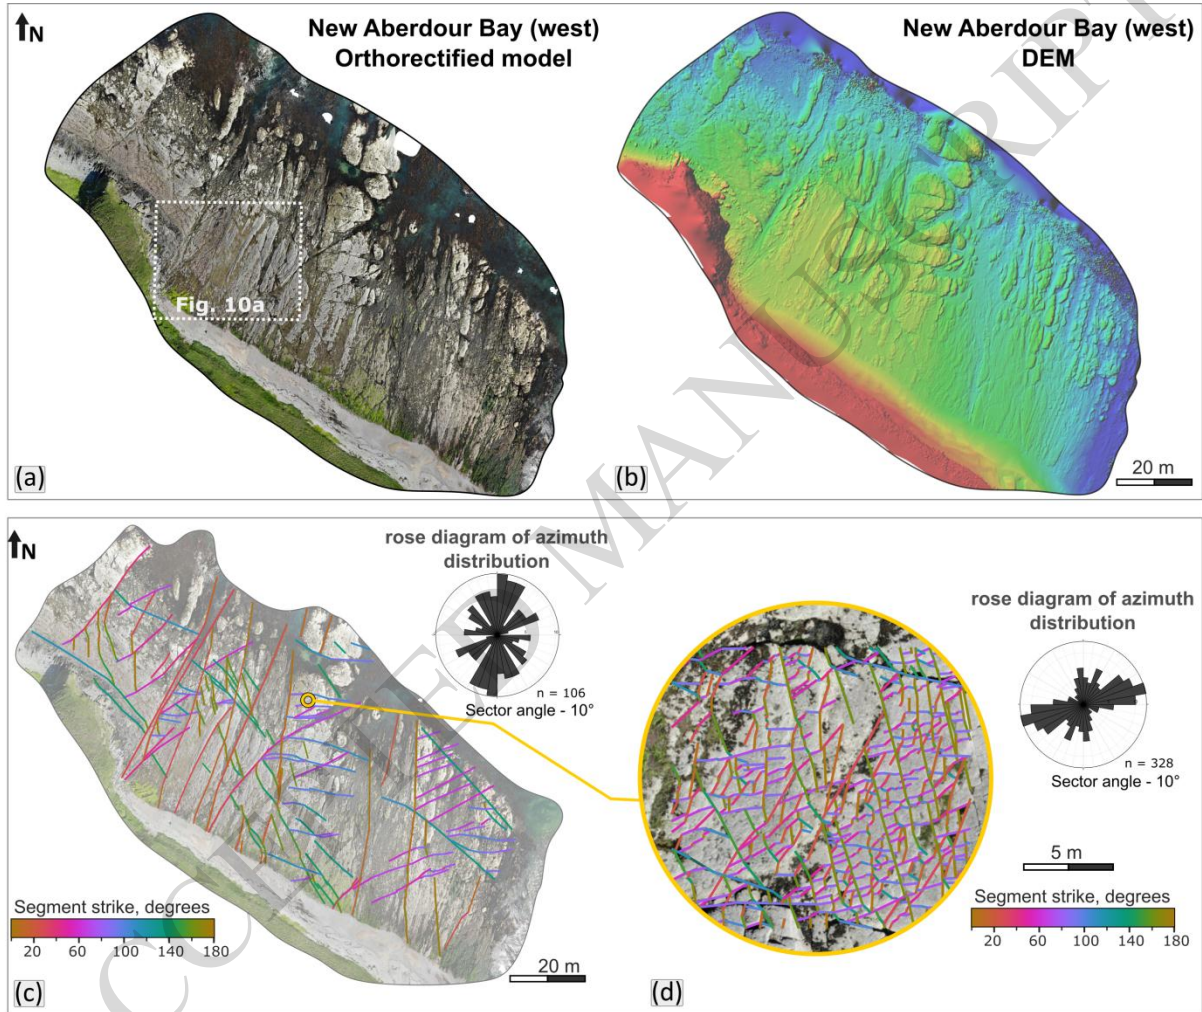 N
New Aberdour Bay (west)
Orthorectified model
Fig. 10a
(a)
New Aberdour Bay (west)
DEM
20 m
(b)
N
rose diagram of azimuth
distribution
n = 106
Sector angle - 10°
Segment strike, degrees
20 60 100 140 180
20 m
(c)
rose diagram of azimuth
distribution
n = 328
Sector angle - 10°
5 m
Segment strike, degrees
20 60 100 140 180
(d)